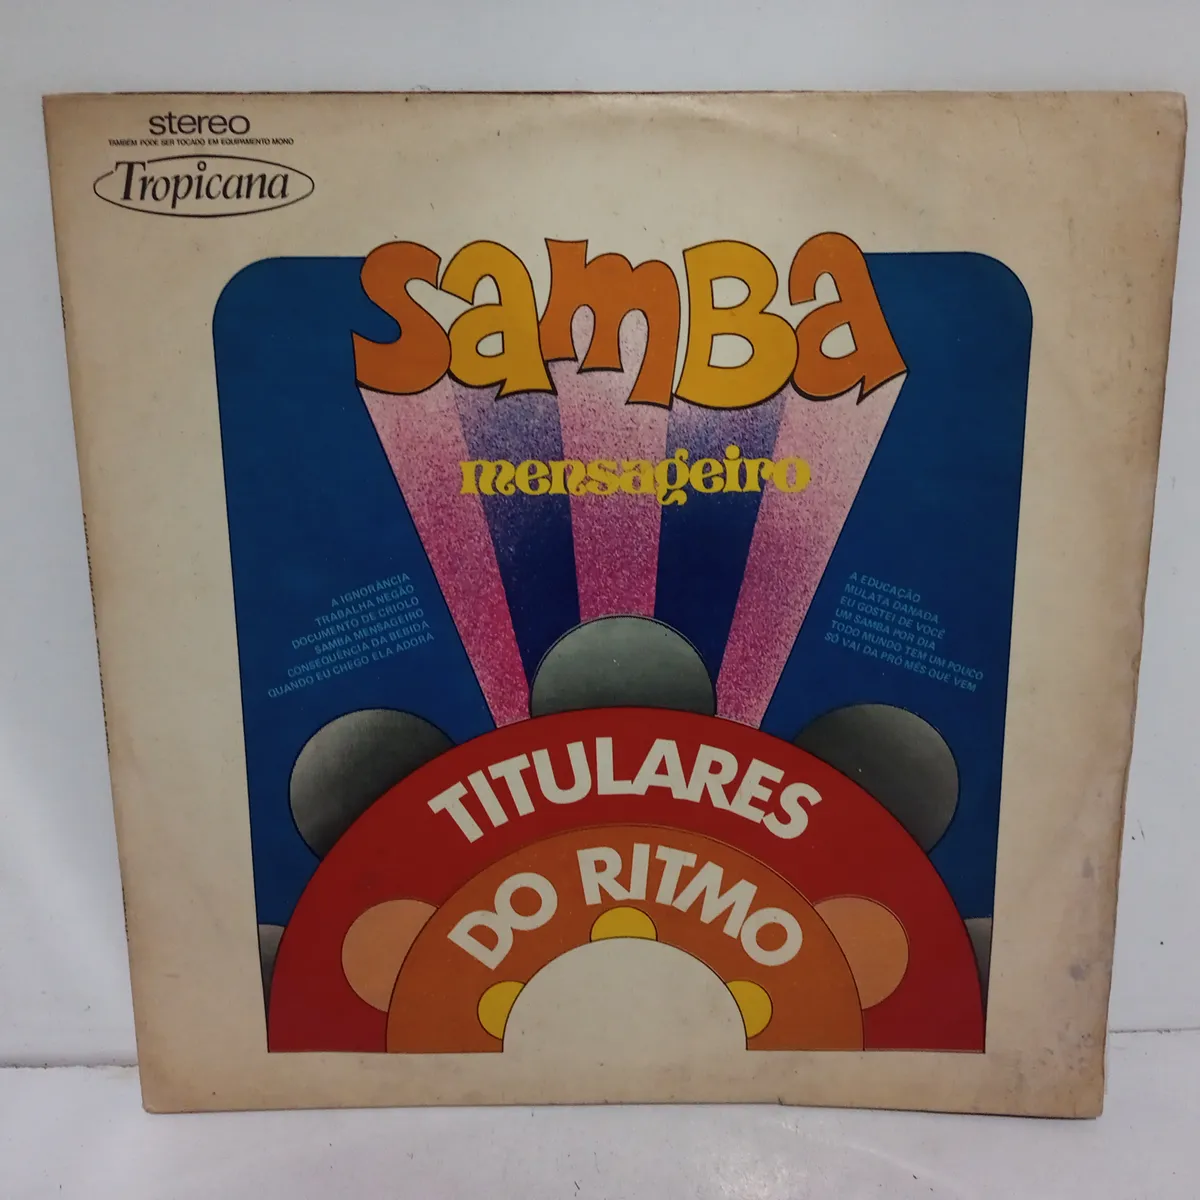 stereo
TAMBÉM PODE SER TOCADO EM EQUIPAMENTO MONO
Tropicana
samBa
mensageiro
A IGNORÂNCIA
TRABALHA NEGÃO
DOCUMENTO DE CRIOLO
SAMBA MENSAGEIRO
CONSEQUÊNCIA DA BEBIDA
QUANDO EU CHEGO ELA ADORA
A EDUCAÇÃO
MULATA DANADA
EU GOSTEI DE VOCÊ
UM SAMBA POR DIA
TODO MUNDO TEM UM POUCO
SÓ VAI DA PRÔ MÊS QUE VEM
TITULARES
DO RITMO